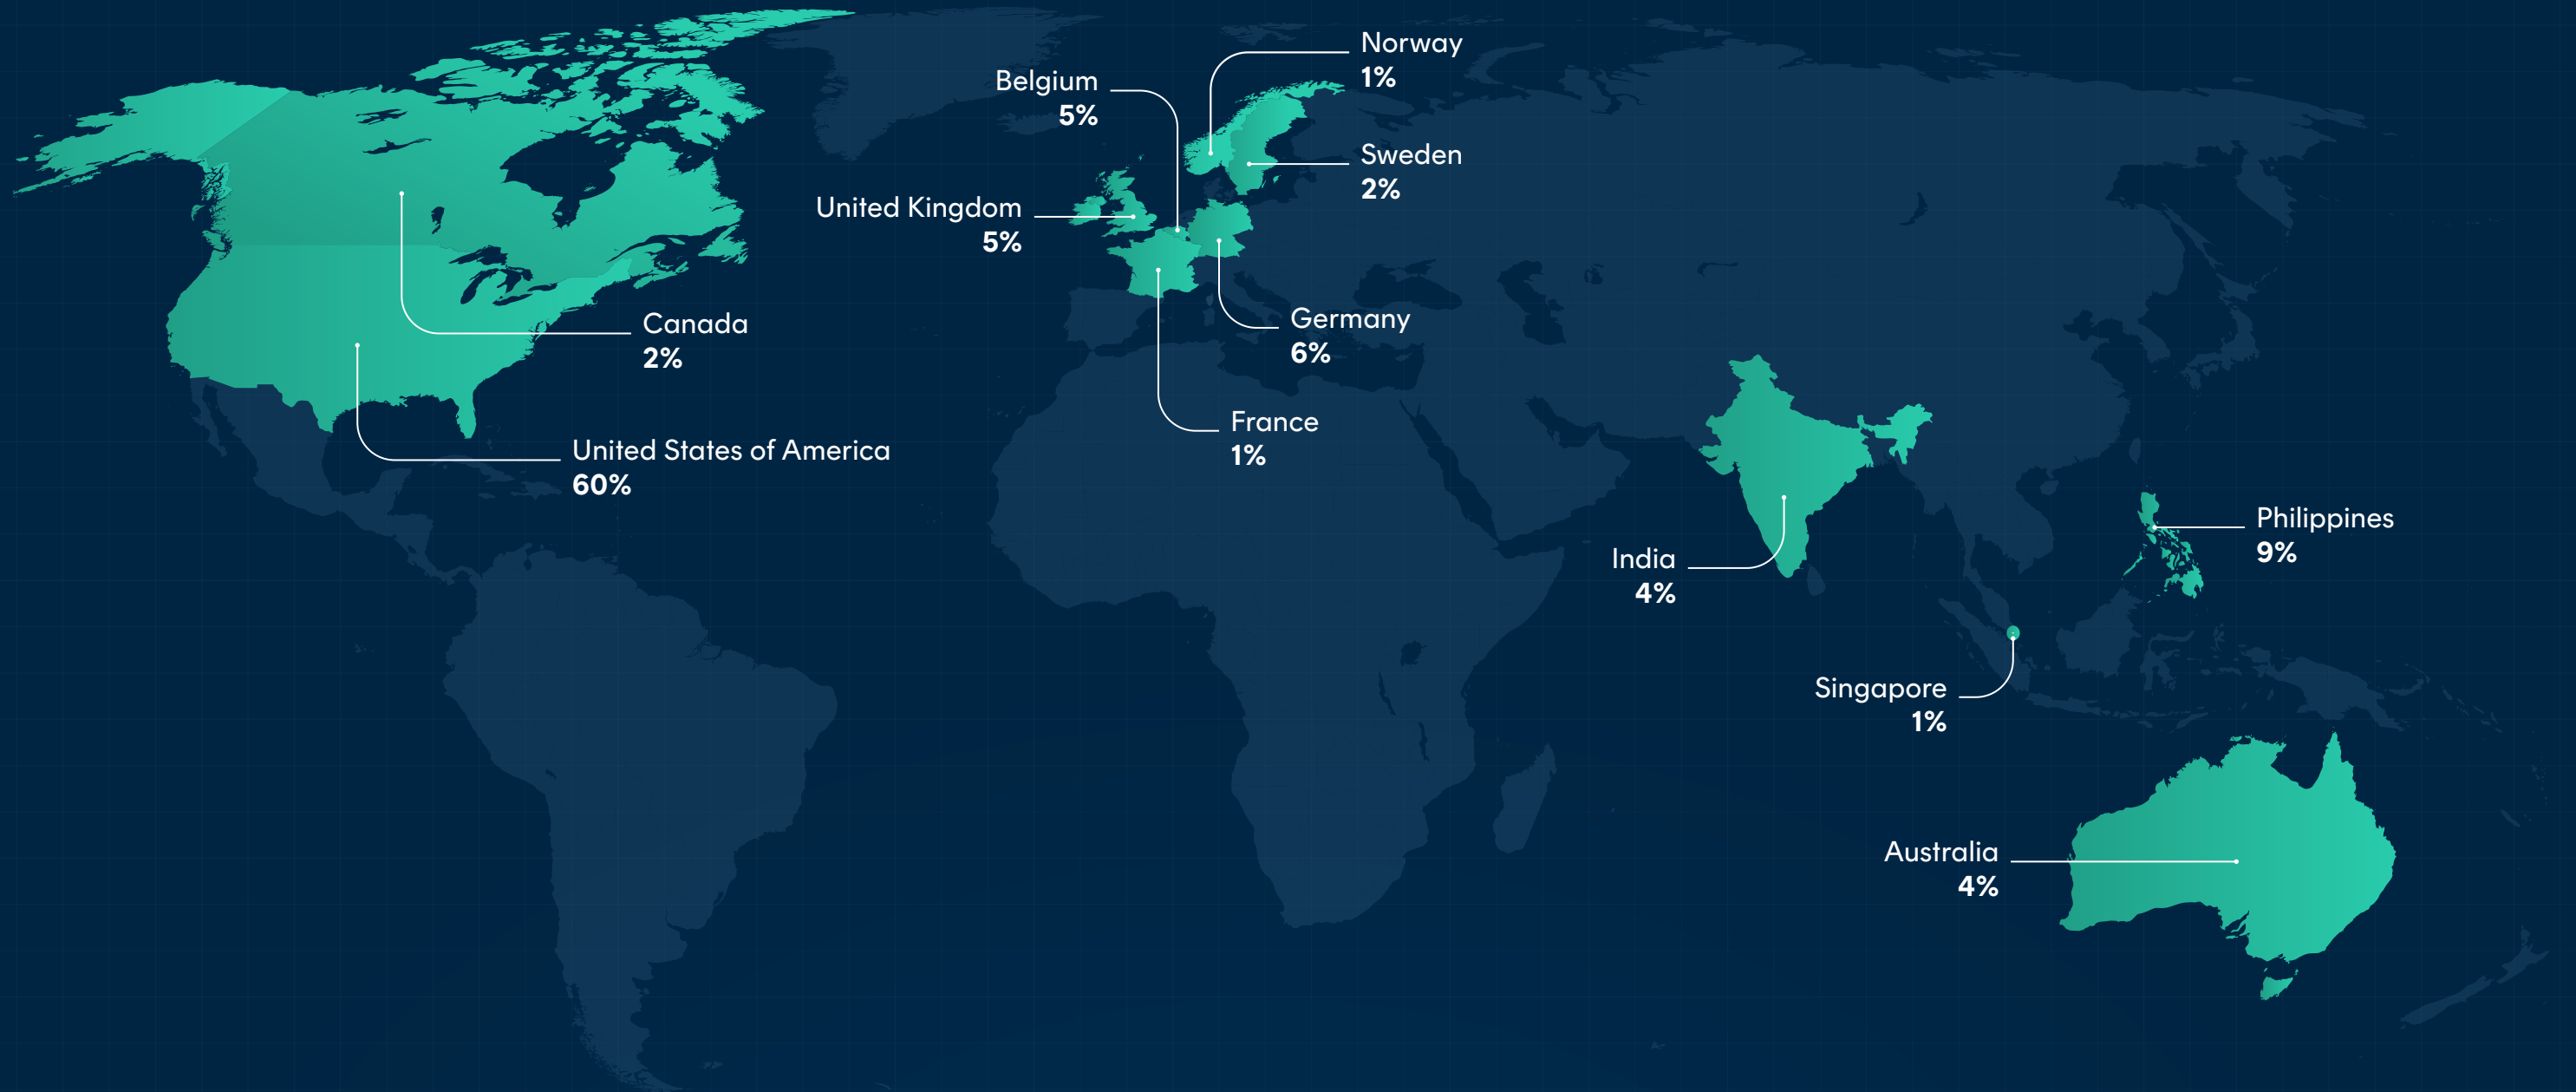 Norway
1%
Belgium
5%
Sweden
2%
United Kingdom
5%
Canada
2%
Germany
6%
France
1%
United States of America
60%
Philippines
9%
India
4%
Singapore
1%
Australia
4%